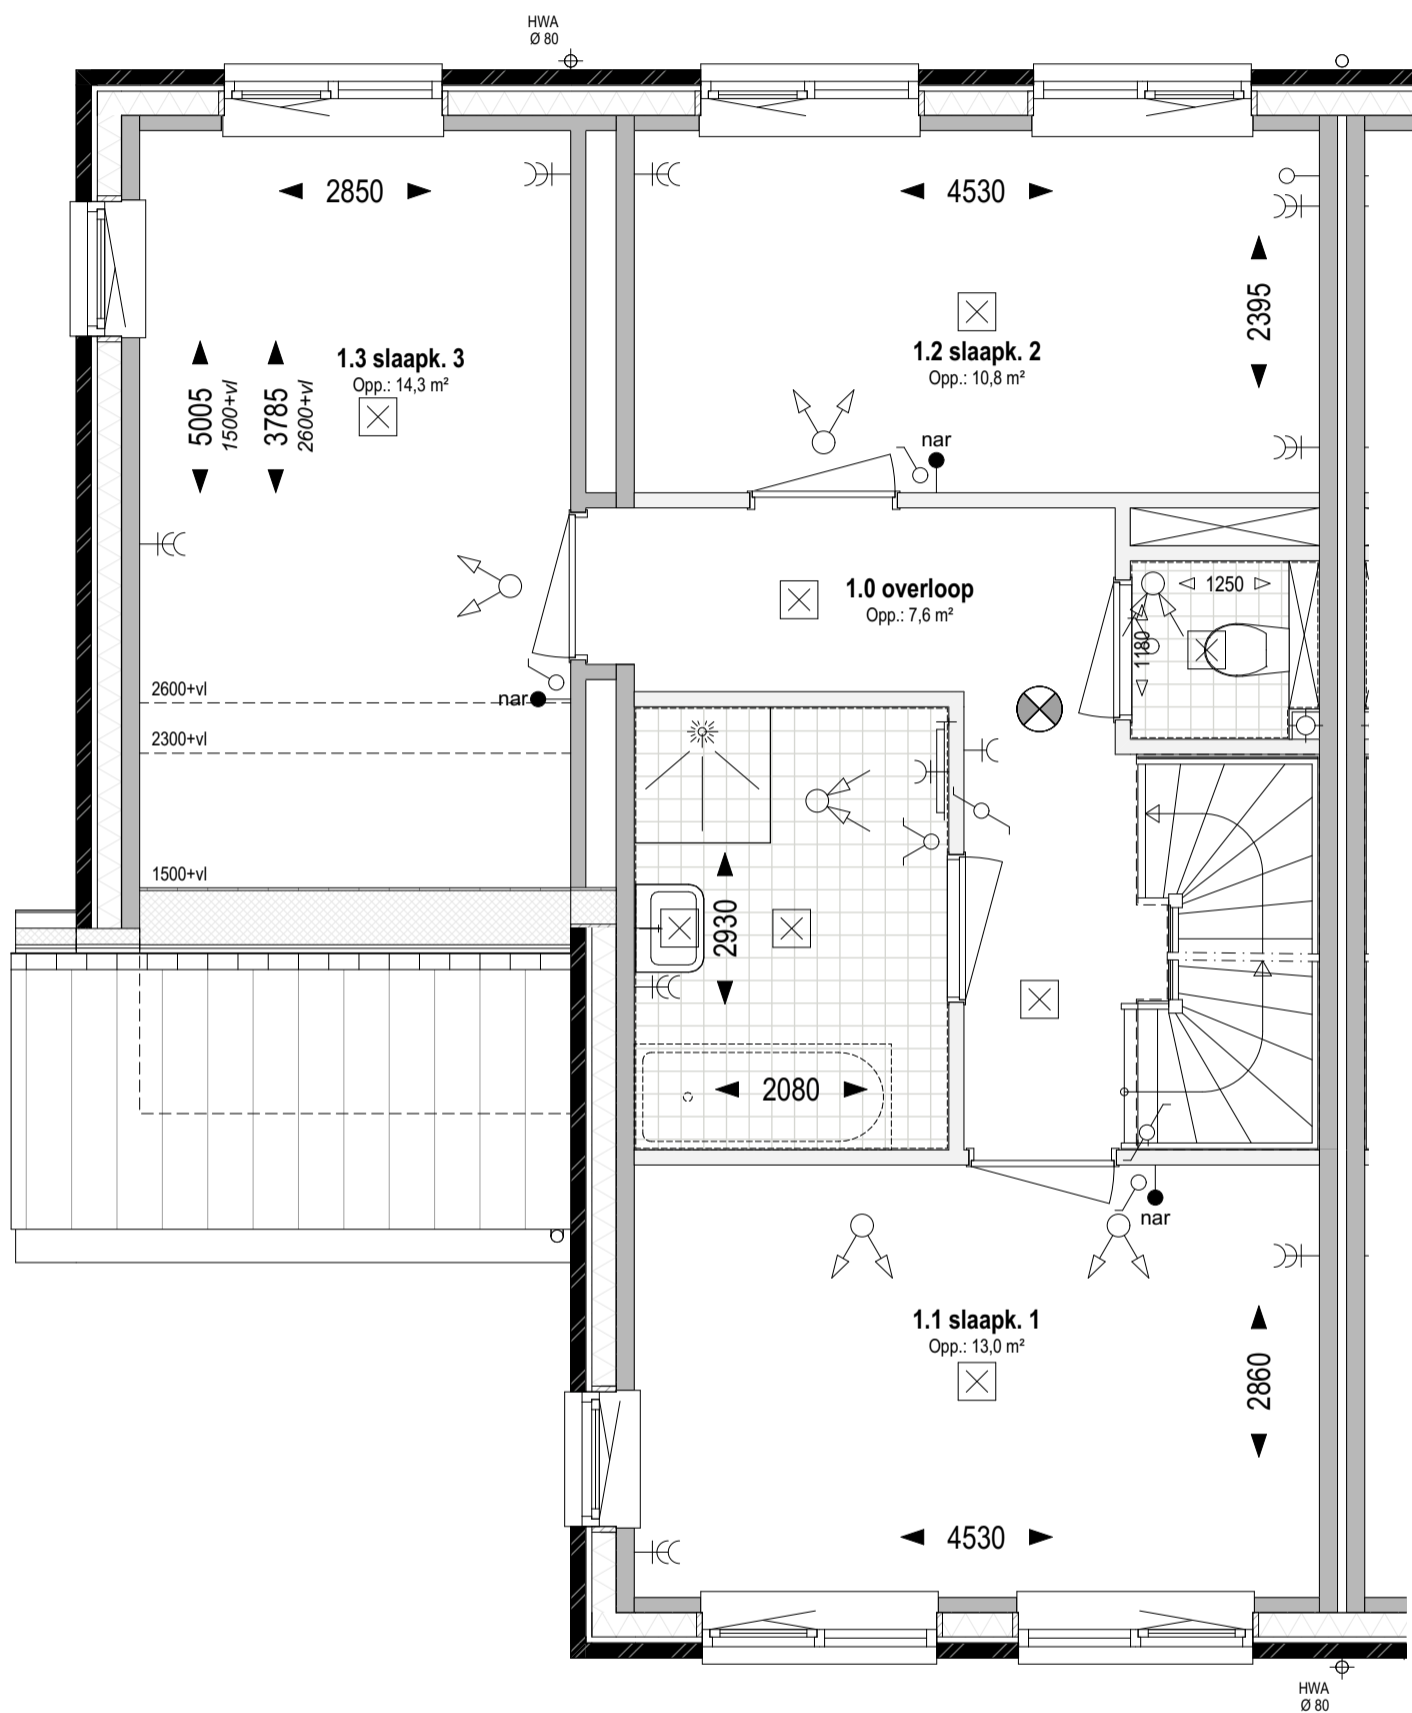 HWA
Ø 80
2850
4530
2395
1.3 slaapk. 3
Opp.: 14,3 m²
1.2 slaapk. 2
Opp.: 10,8 m²
5005
1500+vl
3785
2600+vl
nar
1.0 overloop
Opp.: 7,6 m²
1250
1180
2600+vl
nar
2300+vl
1500+vl
2930
2080
nar
1.1 slaapk. 1
Opp.: 13,0 m²
2860
4530
HWA
Ø 80